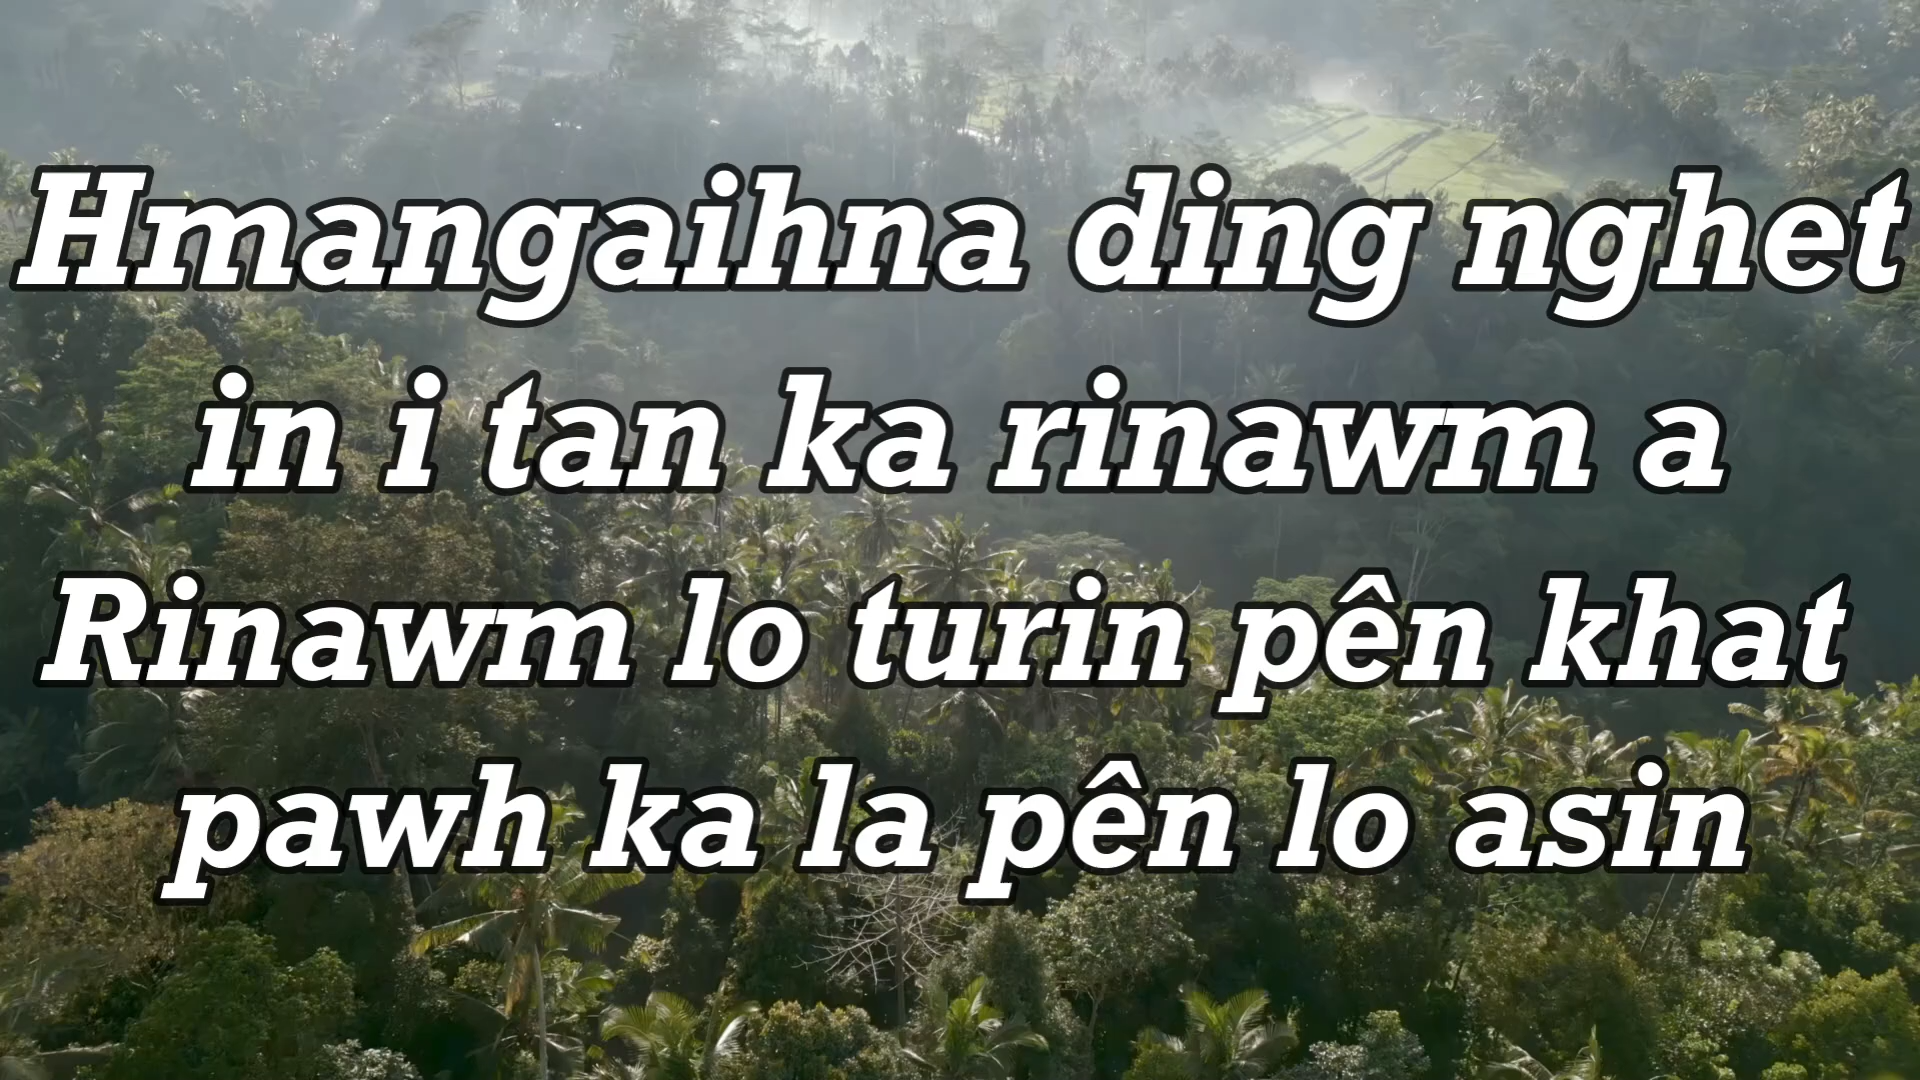 Hmangaihna ding nghet
in i tan ka rinawm a
Rinawm lo turin pên khat
pawh ka la pên lo asin